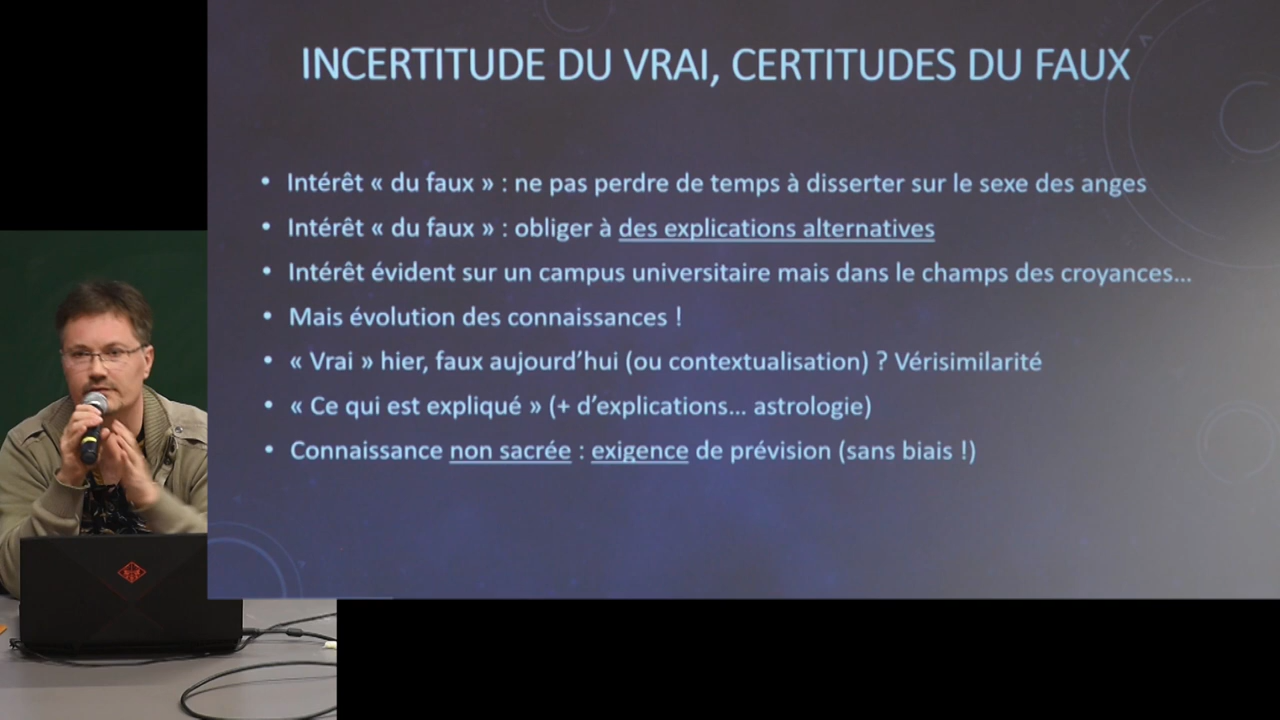 INCERTITUDE DU VRAI, CERTITUDES DU FAUX
• Intérêt « du faux » : ne pas perdre de temps à disserter sur le sexe des anges
• Intérêt « du faux » : obliger à des explications alternatives
• Intérêt évident sur un campus universitaire mais dans le champs des croyances...
• Mais évolution des connaissances !
• « Vrai » hier, faux aujourd’hui (ou contextualisation) ? Vérisimilarité
• « Ce qui est expliqué » (+ d’explications... astrologie)
• Connaissance non sacrée : exigence de prévision (sans biais !)